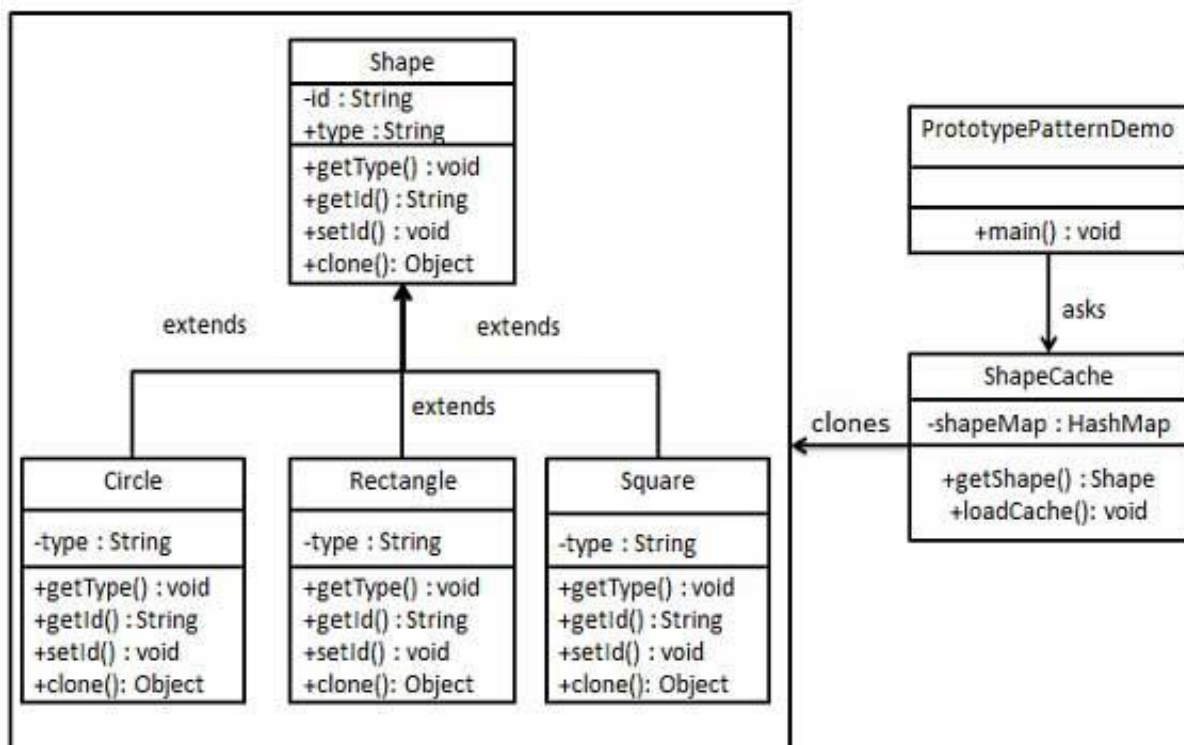 Shape
-id : String
+type : String
+getType() : void
+getId() : String
+setId() : void
+clone(): Object
extends
extends
extends
Circle
-type : String
+getType() : void
+getId() : String
+setId() : void
+clone(): Object
Rectangle
-type : String
+getType() : void
+getId() : String
+setId() : void
+clone(): Object
Square
-type : String
+getType() : void
+getId() : String
+setId() : void
+clone(): Object
PrototypePatternDemo
+main() : void
asks
ShapeCache
-shapeMap : HashMap
+getShape() : Shape
+loadCache(): void
clones